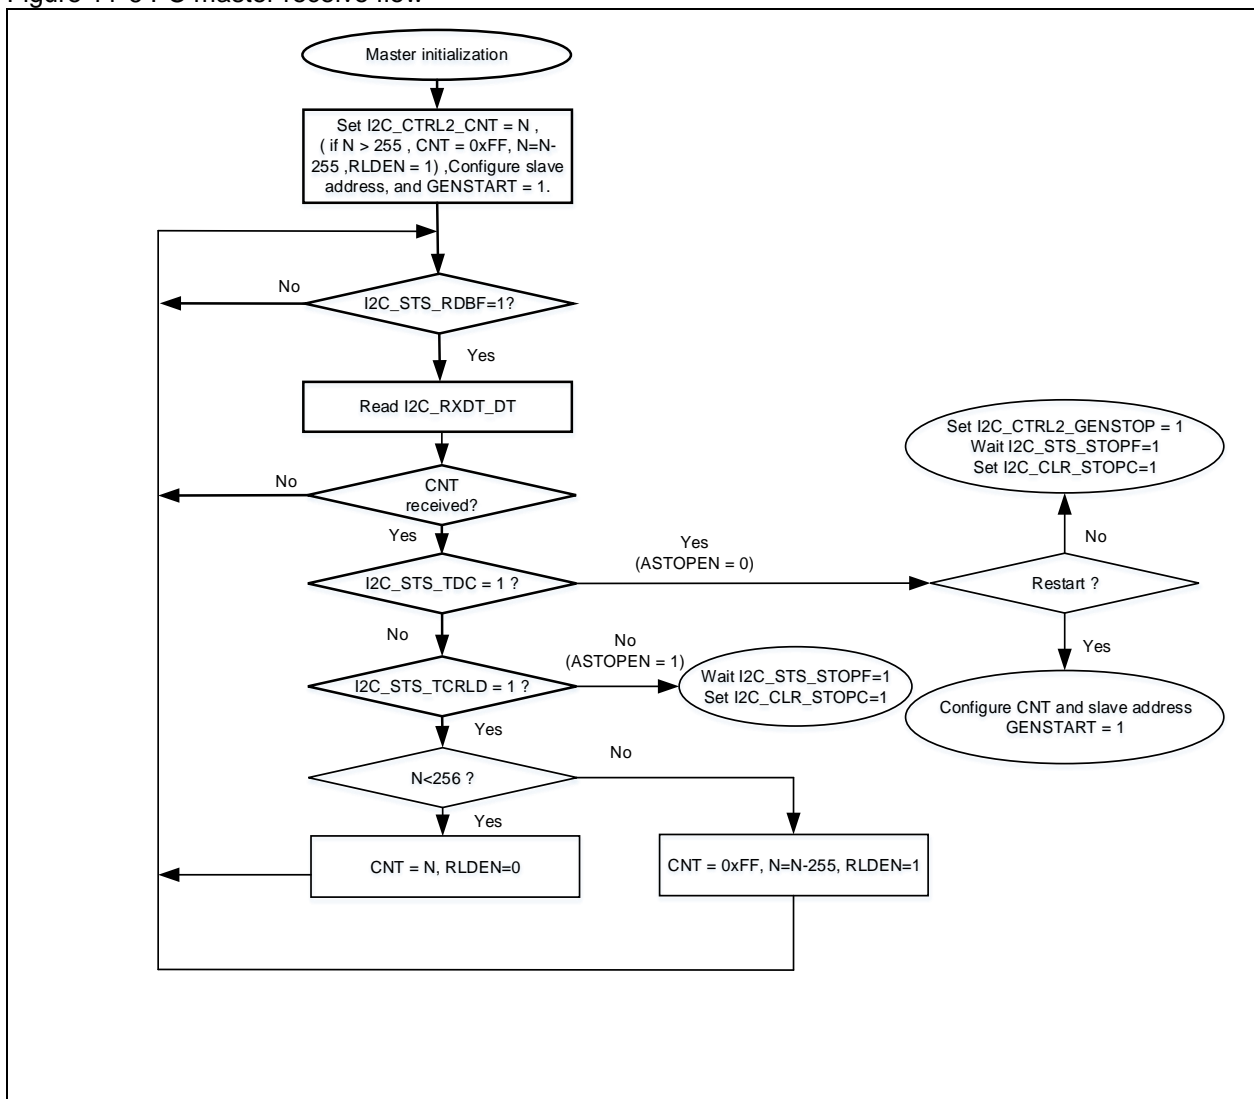 Master initialization
Set I2C_CTRL2_CNT = N ,
( if N > 255 , CNT = 0xFF, N=N-
255 ,RLDEN = 1) ,Configure slave
address, and GENSTART = 1.
No
I2C_STS_RDBF=1?
Yes
Read I2C_RXDT_DT
No
CNT
received?
Yes
I2C_STS_TDC = 1 ?
Yes
(ASTOPEN = 0)
Restart ?
No
Set I2C_CTRL2_GENSTOP = 1
Wait I2C_STS_STOPF=1
Set I2C_CLR_STOPC=1
Yes
Configure CNT and slave address
GENSTART = 1
No
I2C_STS_TCRLD = 1 ?
No
(ASTOPEN = 1)
Wait I2C_STS_STOPF=1
Set I2C_CLR_STOPC=1
Yes
N<256 ?
No
Yes
CNT = N, RLDEN=0
CNT = 0xFF, N=N-255, RLDEN=1